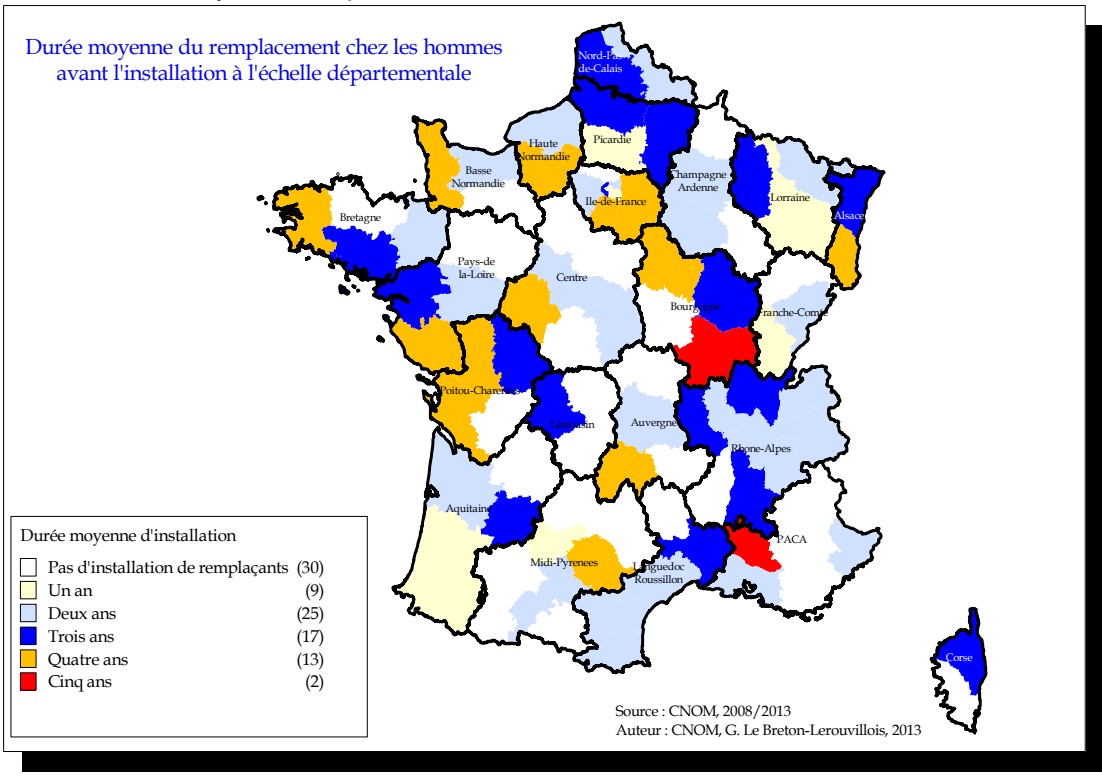 Durée moyenne du remplacement chez les hommes
avant l'installation à l'échelle départementale
Nord-Pas
de-Calais
Picardie
Haute
Normandie
Basse
Normandie
Champagne
Ardenne
Lorraine
Alsace
Ile-de-France
Bretagne
Pays-de
la-Loire
Centre
Bourgogne
Franche-Comté
Poitou-Charentes
Limousin
Auvergne
Rhone-Alpes
Aquitaine
Midi-Pyrenees
Languedoc
Roussillon
PACA
Corse
Durée moyenne d'installation
Pas d'installation de remplaçants (30)
Un an (9)
Deux ans (25)
Trois ans (17)
Quatre ans (13)
Cinq ans (2)
Source : CNOM, 2008/2013
Auteur : CNOM, G. Le Breton-Lerouvillois, 2013